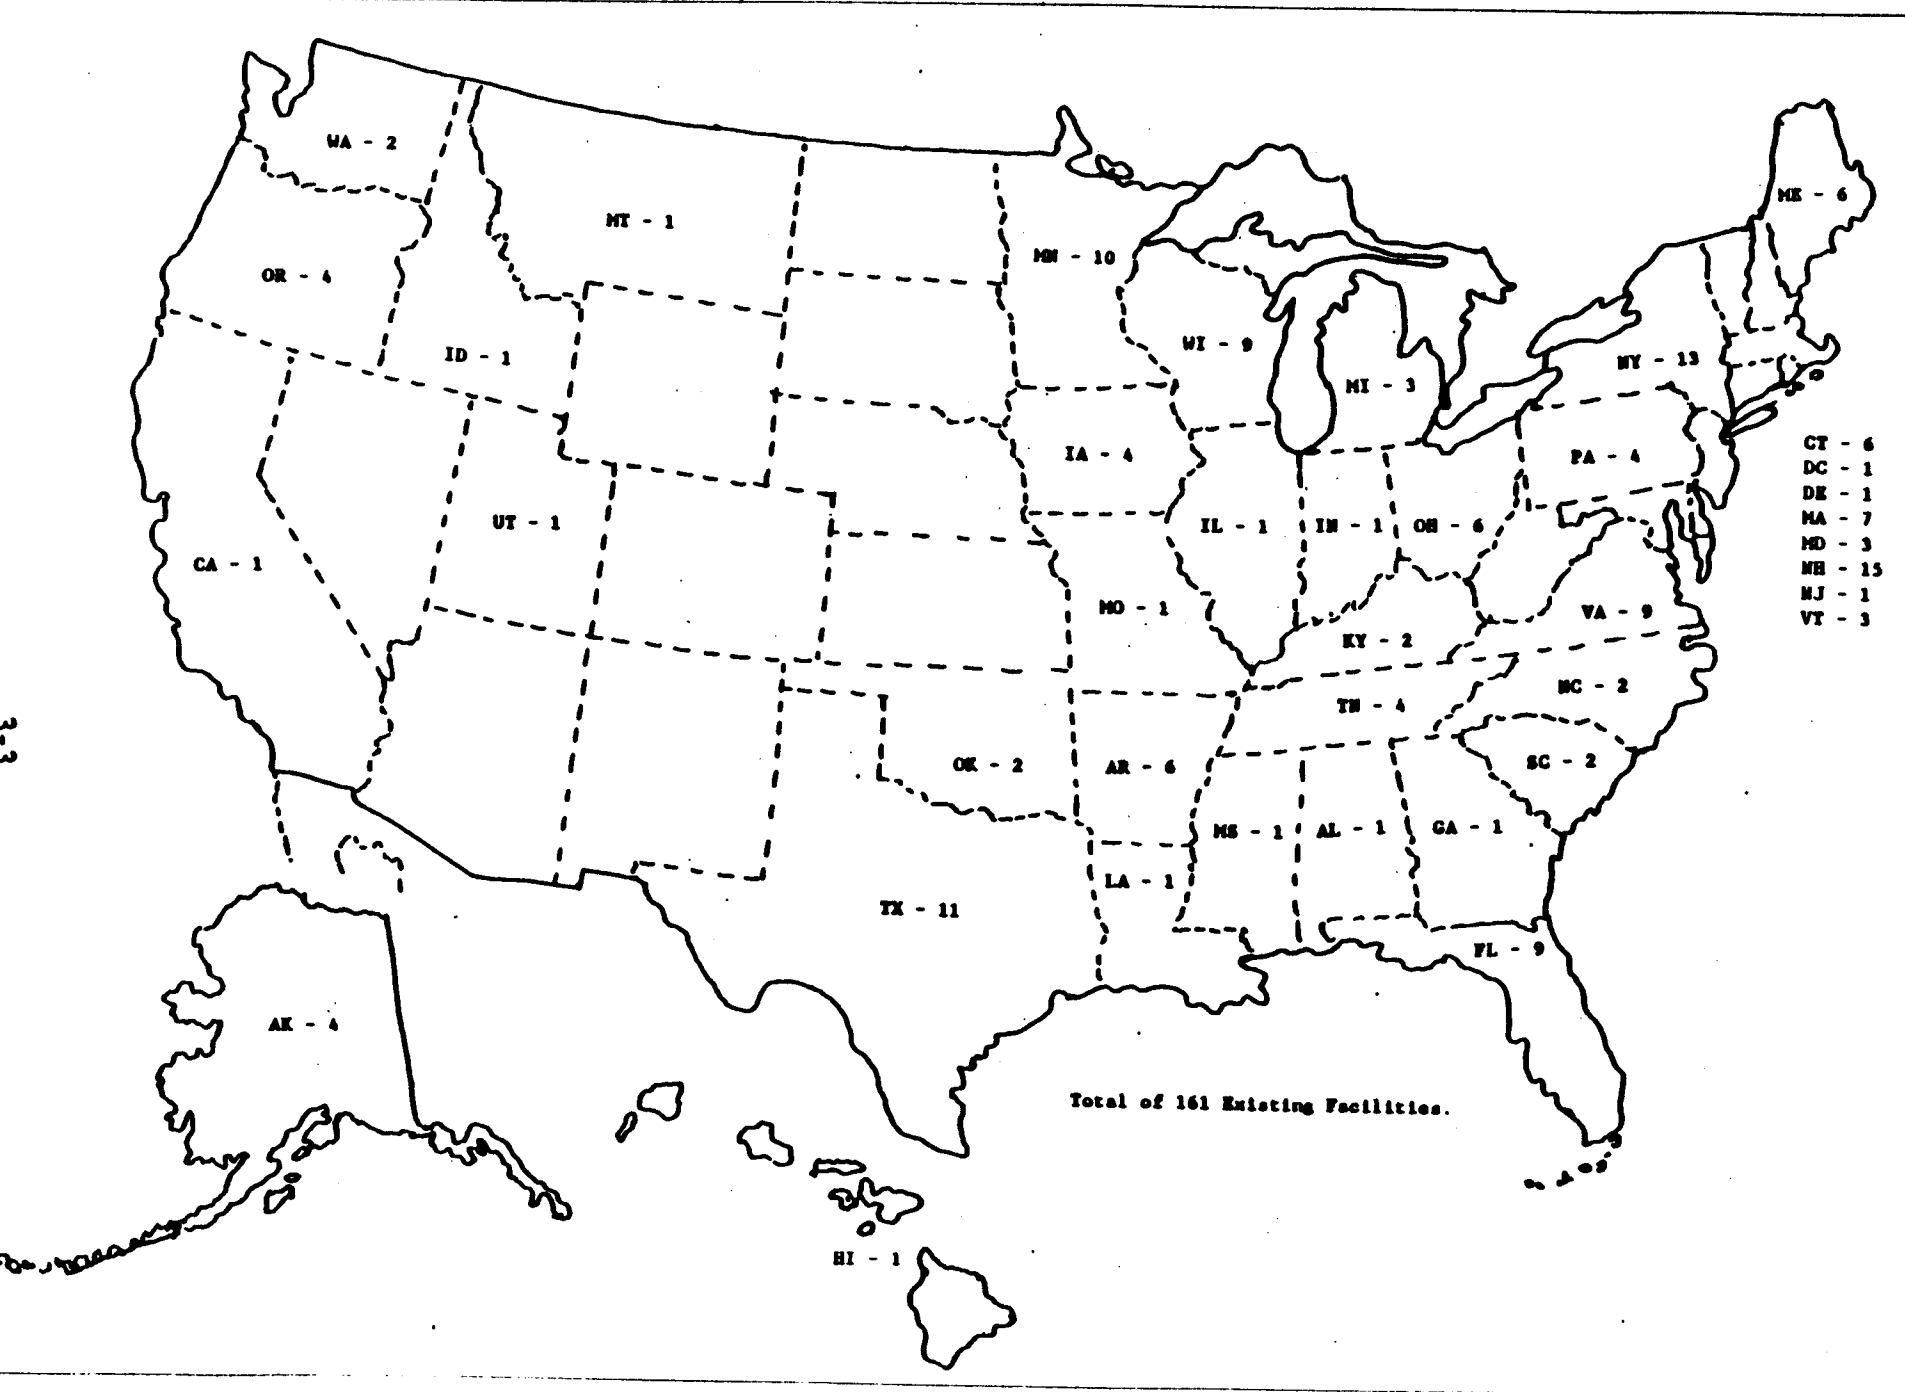 WA - 2
ME - 6
MT - 1
MN - 10
OR - 4
WI - 9
ID - 1
NY - 13
MI - 3
CT - 6
IA - 4
PA - 4
DC - 1
DE - 1
UT - 1
IL - 1
IN - 1
OH - 6
MA - 7
MD - 3
CA - 1
NH - 15
NJ - 1
MO - 1
VA - 9
VT - 3
KY - 2
NC - 2
TN - 4
3-3
OK - 2
AR - 6
SC - 2
MS - 1
AL - 1
GA - 1
LA - 1
TX - 11
FL - 9
AK - 4
Total of 161 Existing Facilities.
HI - 1